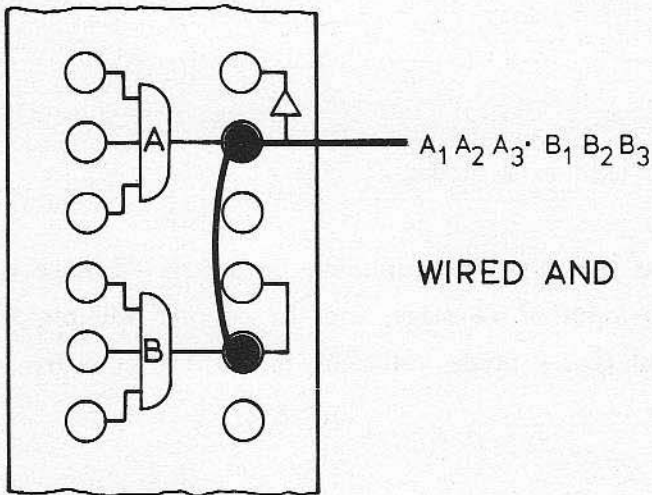 A
A₁ A₂ A₃· B₁ B₂ B₃
WIRED AND
B